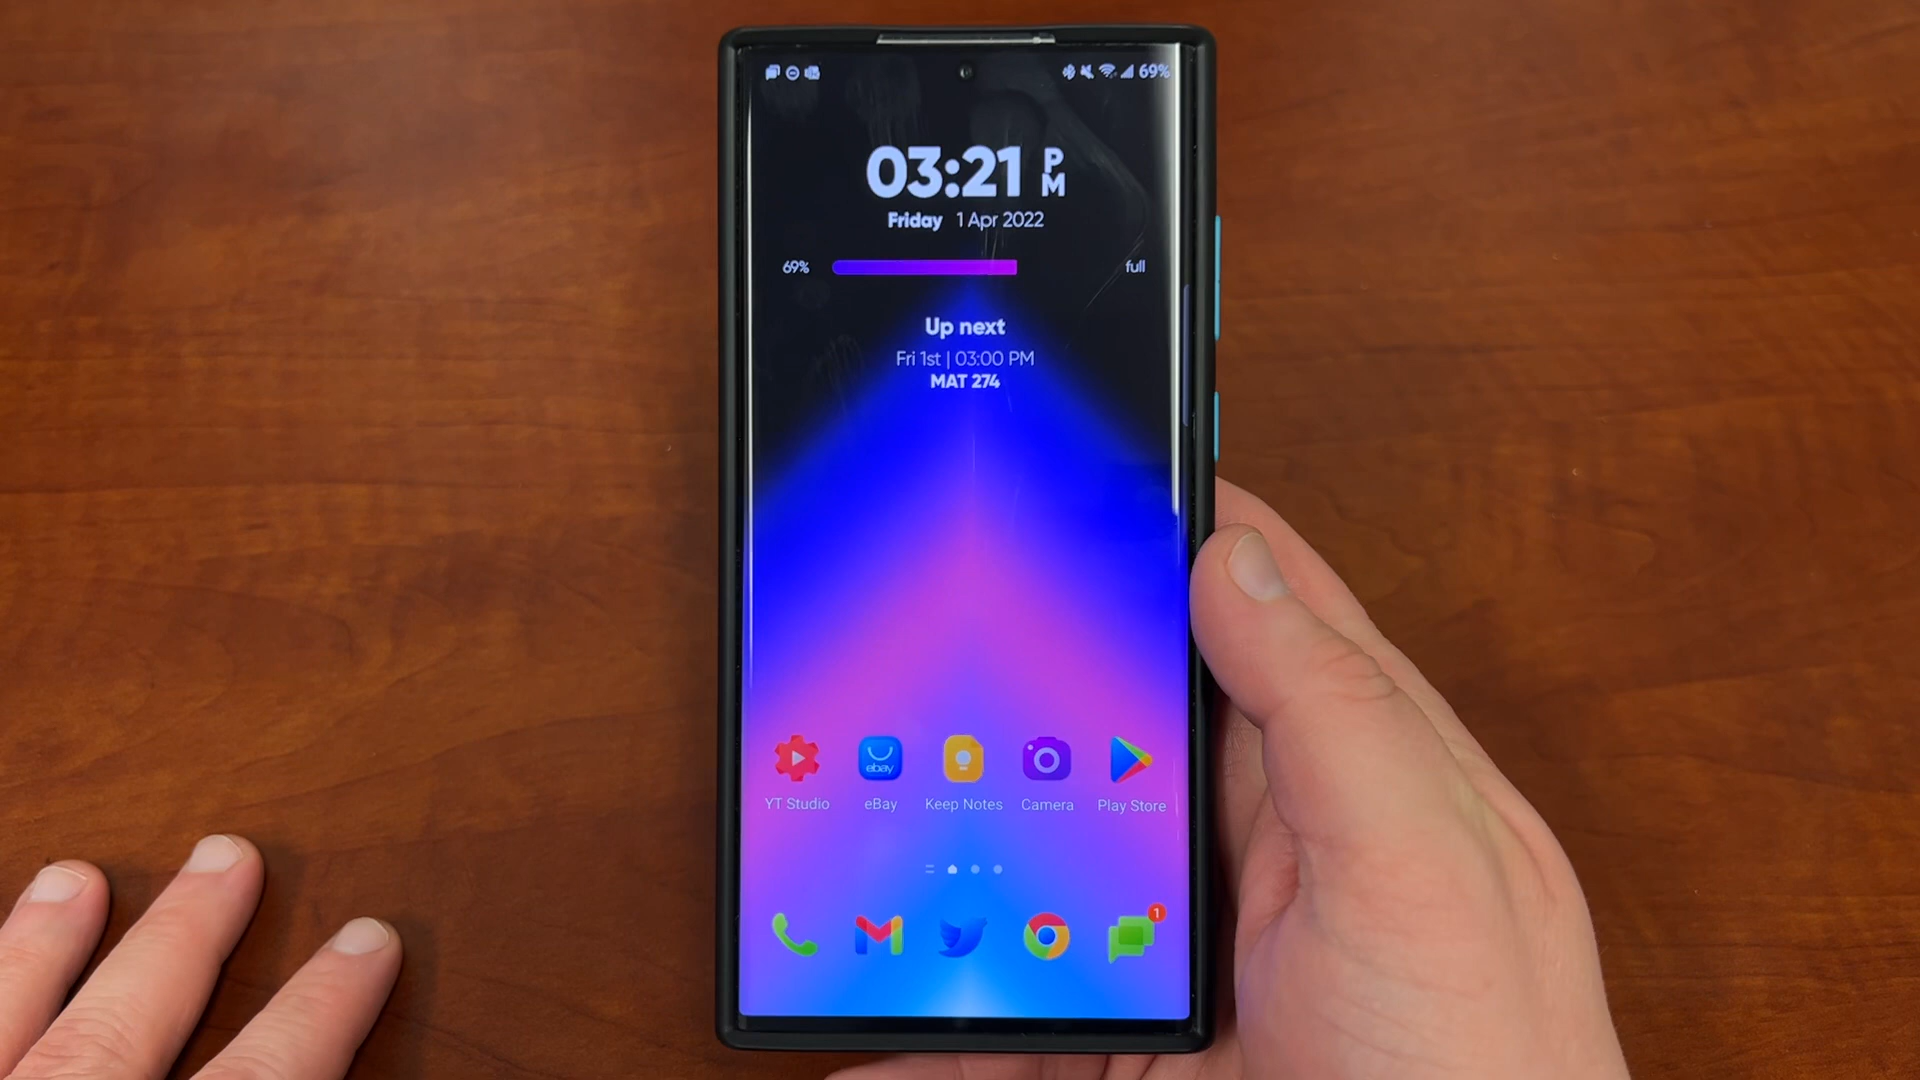 69%
03:21 PM
Friday 1 Apr 2022
69% full
Up next
Fri 1st | 03:00 PM
MAT 274
ebay
YT Studio eBay Keep Notes Camera Play Store
1